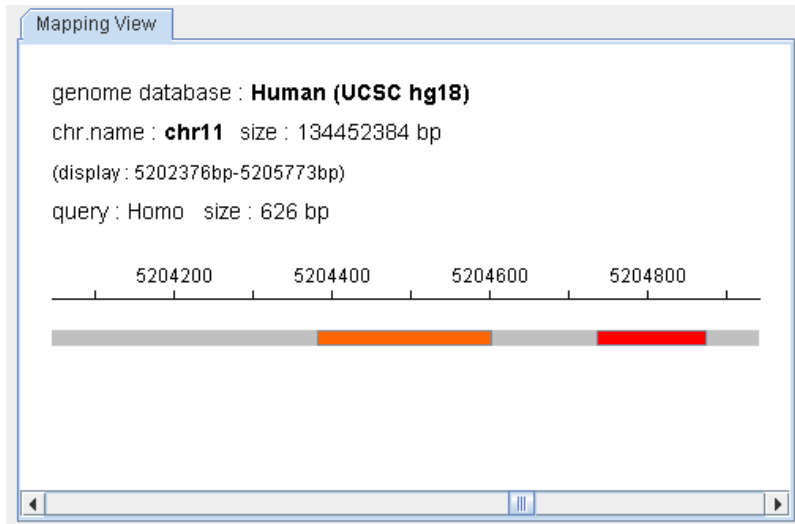 Mapping View
genome database : Human (UCSC hg18)
chr.name : chr11 size : 134452384 bp
(display : 5202376bp-5205773bp)
query : Homo size : 626 bp
5204200 5204400 5204600 5204800